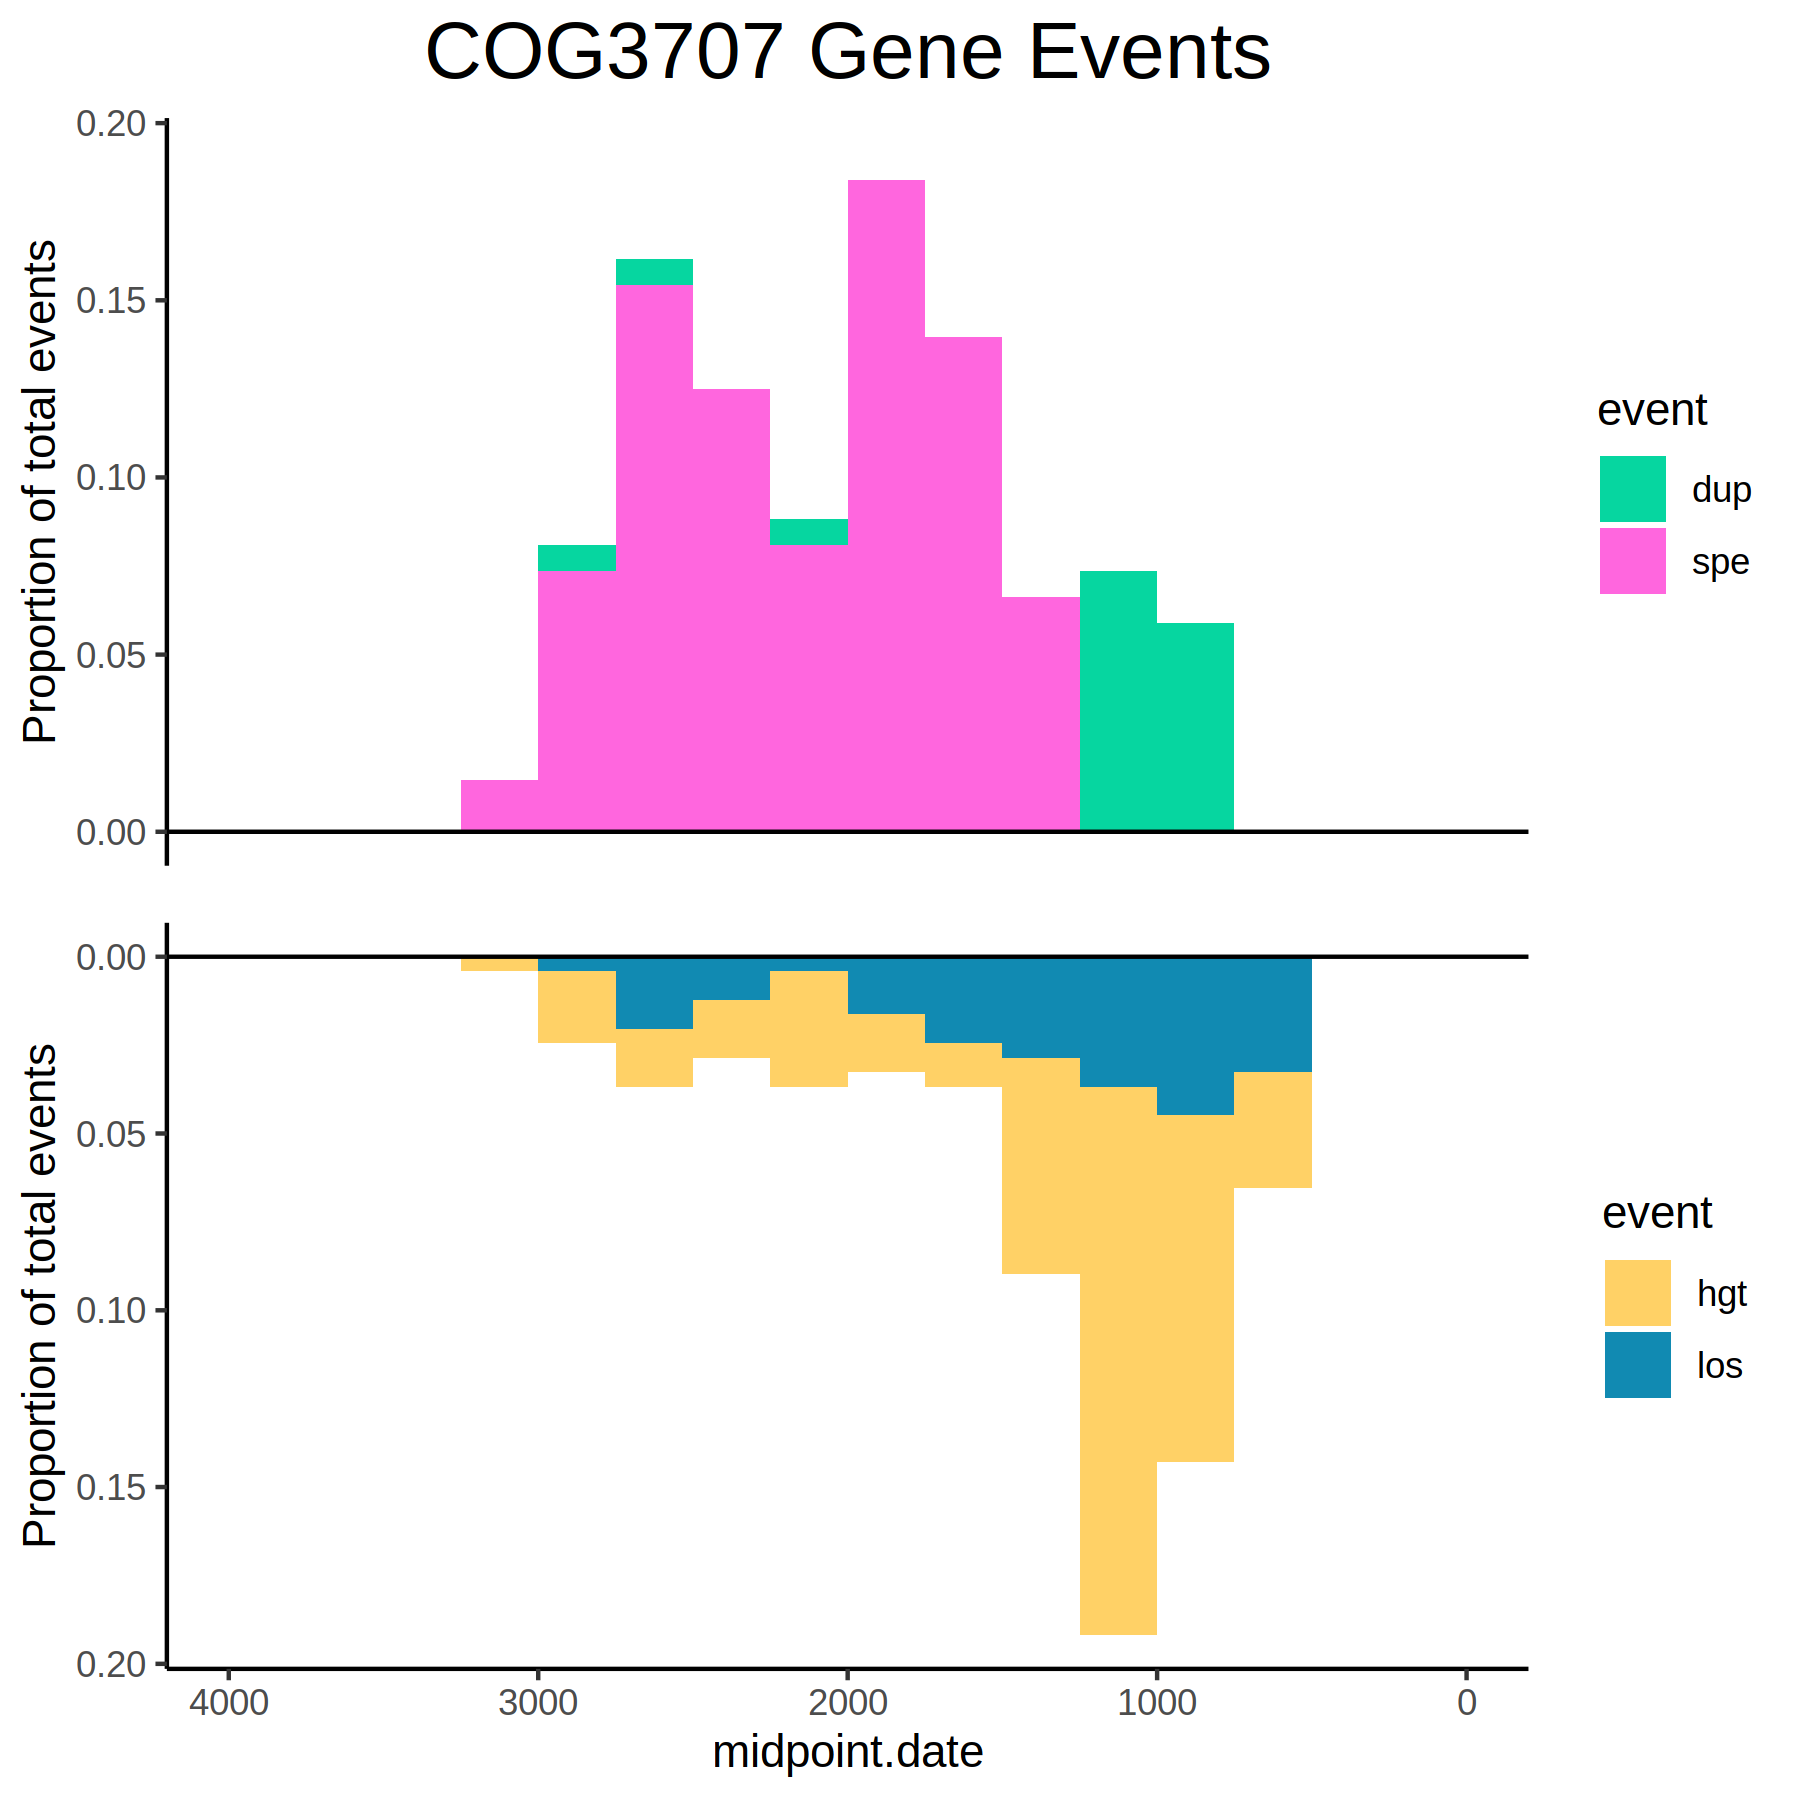 COG3707 Gene Events
Proportion of total events
0.20
0.15
0.10
0.05
0.00
event
dup
spe
Proportion of total events
0.00
0.05
0.10
0.15
0.20
event
hgt
los
4000 3000 2000 1000 0
midpoint.date